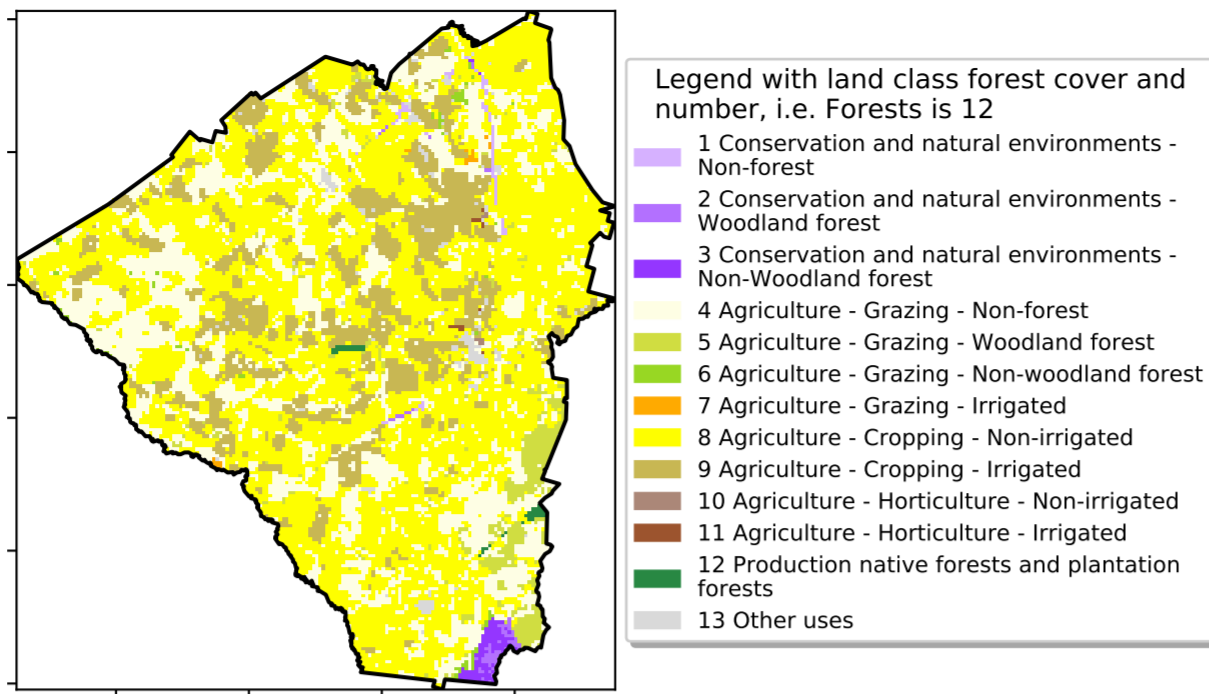 Legend with land class forest cover and
number, i.e. Forests is 12
1 Conservation and natural environments -
Non-forest
2 Conservation and natural environments -
Woodland forest
3 Conservation and natural environments -
Non-Woodland forest
4 Agriculture - Grazing - Non-forest
5 Agriculture - Grazing - Woodland forest
6 Agriculture - Grazing - Non-woodland forest
7 Agriculture - Grazing - Irrigated
8 Agriculture - Cropping - Non-irrigated
9 Agriculture - Cropping - Irrigated
10 Agriculture - Horticulture - Non-irrigated
11 Agriculture - Horticulture - Irrigated
12 Production native forests and plantation
forests
13 Other uses